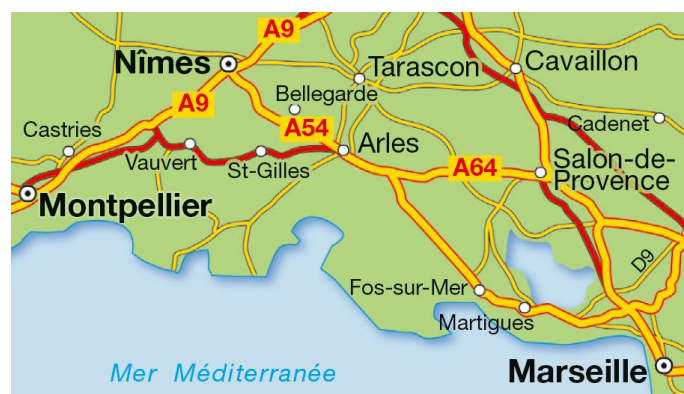 A9
Nîmes
Tarascon
Cavaillon
A9
Bellegarde
Castries
A54
Cadenet
Vauvert
St-Gilles
Arles
A64
Salon-de-
Provence
Montpellier
D9
Fos-sur-Mer
Martigues
Mer Méditerranée
Marseille